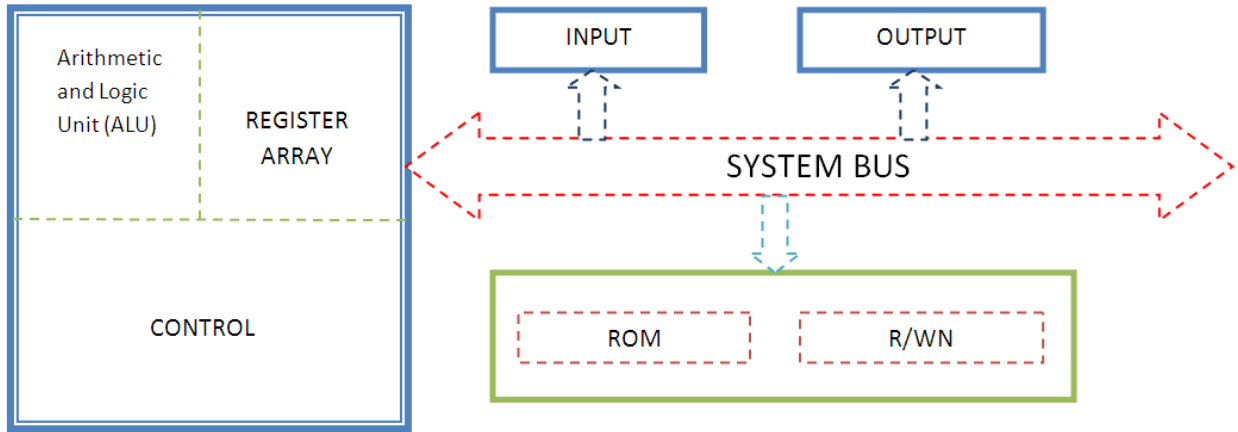 Arithmetic
and Logic
Unit (ALU)
REGISTER
ARRAY
CONTROL
INPUT
OUTPUT
SYSTEM BUS
ROM
R/WN